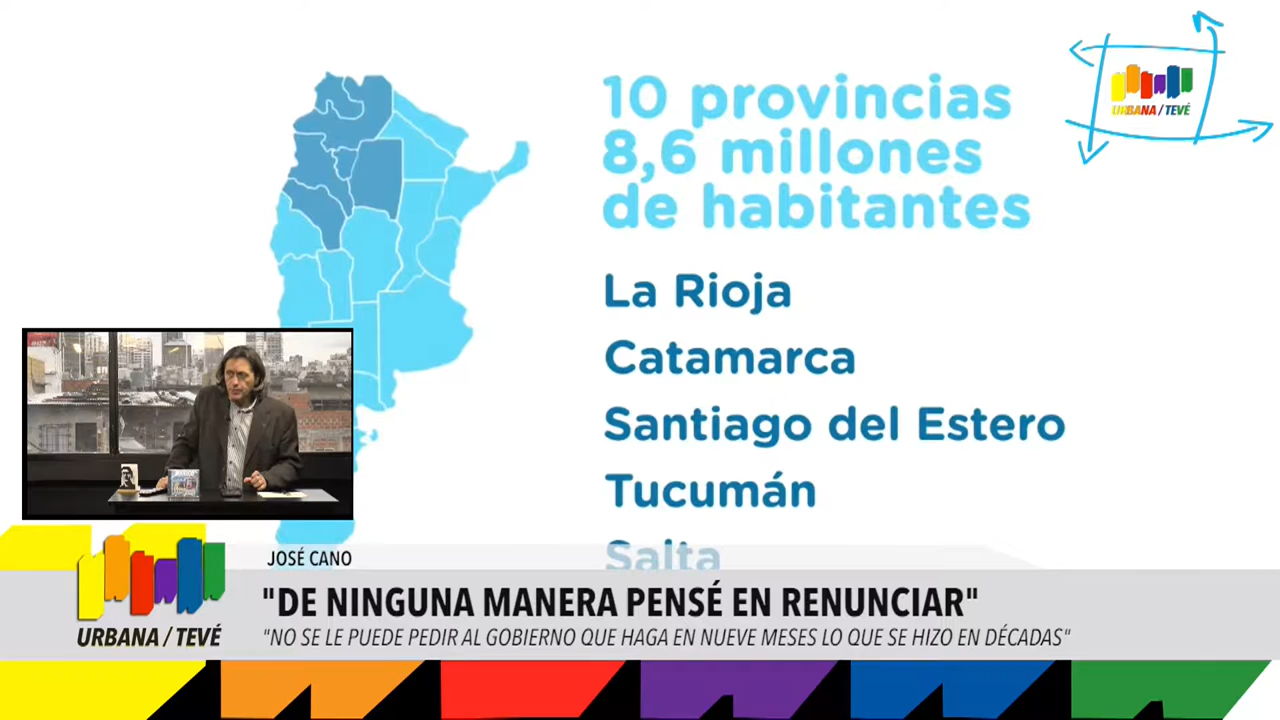 10 provincias
8,6 millones
de habitantes
URBANA / TEVÉ
La Rioja
Catamarca
Santiago del Estero
Tucumán
Salta
JOSÉ CANO
"DE NINGUNA MANERA PENSÉ EN RENUNCIAR"
"NO SE LE PUEDE PEDIR AL GOBIERNO QUE HAGA EN NUEVE MESES LO QUE SE HIZO EN DÉCADAS"
URBANA / TEVÉ